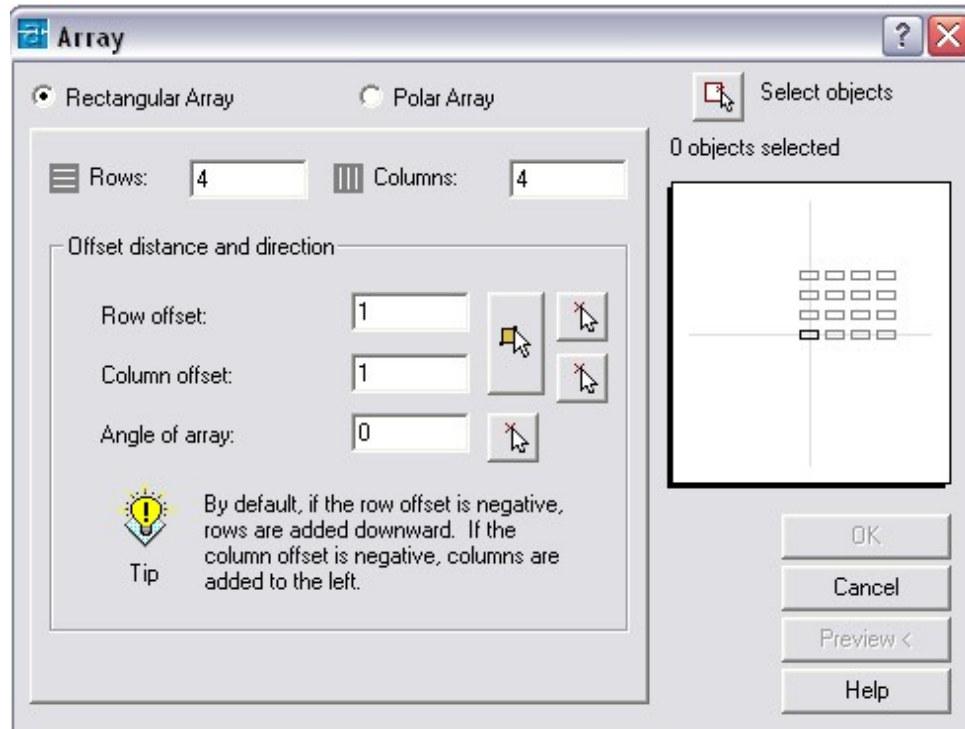 Array
Rectangular Array
Polar Array
Select objects
0 objects selected
Rows: 4
Columns: 4
Offset distance and direction
Row offset: 1
Column offset: 1
Angle of array: 0
By default, if the row offset is negative,
rows are added downward. If the
column offset is negative, columns are
added to the left.
Tip
OK
Cancel
Preview <
Help